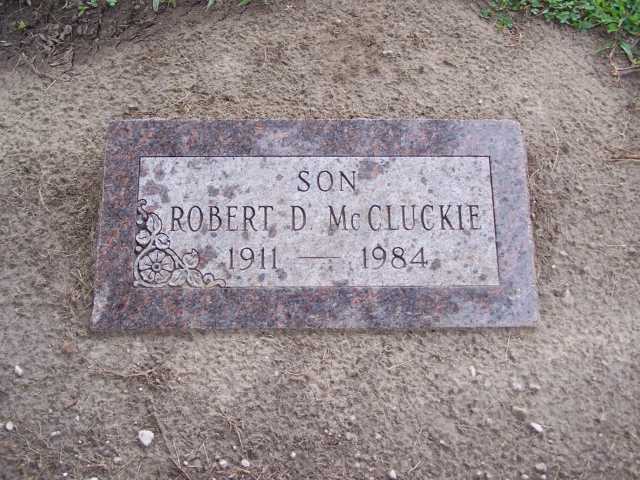 SON
ROBERT D. McCLUCKIE
1911 — 1984